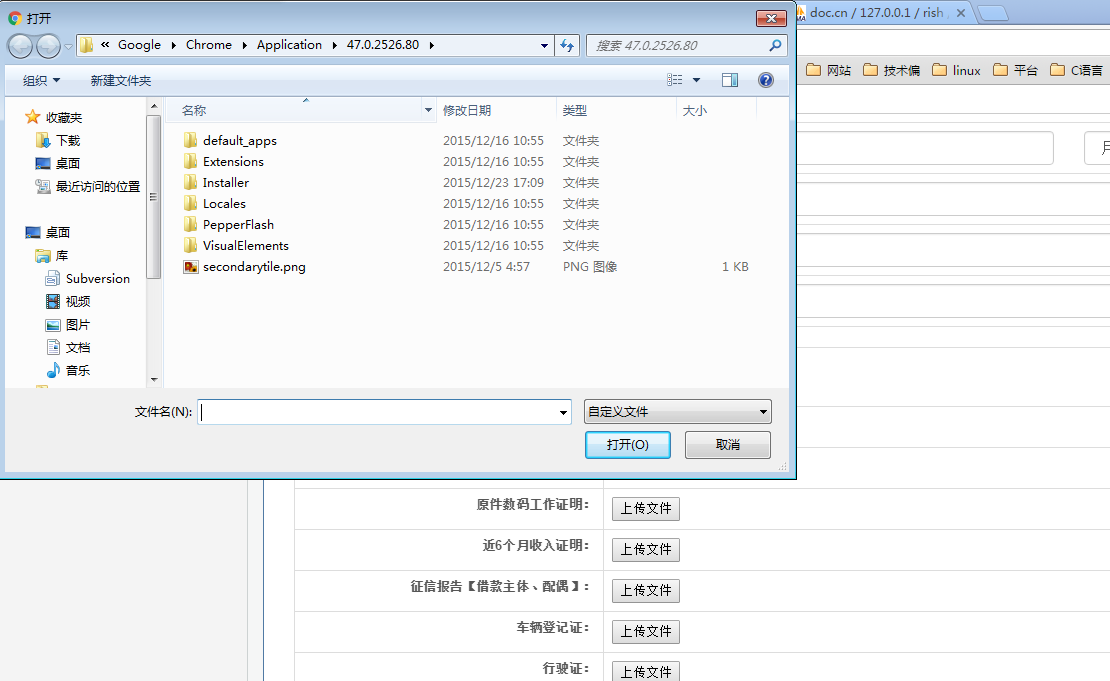 打开
doc.cn / 127.0.0.1 / rish
« Google Chrome Application 47.0.2526.80
搜索 47.0.2526.80
组织 新建文件夹
网站 技术偏 linux 平台 C语言
名称 修改日期 类型 大小
收藏夹
下载
桌面
最近访问的位置
桌面
库
Subversion
视频
图片
文档
音乐
default_apps 2015/12/16 10:55 文件夹
Extensions 2015/12/16 10:55 文件夹
Installer 2015/12/23 17:09 文件夹
Locales 2015/12/16 10:55 文件夹
PepperFlash 2015/12/16 10:55 文件夹
VisualElements 2015/12/16 10:55 文件夹
secondarytile.png 2015/12/5 4:57 PNG 图像 1 KB
文件名(N): 自定义文件
打开(O) 取消
原件数码工作证明: 上传文件
近6个月收入证明: 上传文件
征信报告【借款主体、配偶】: 上传文件
车辆登记证: 上传文件
行驶证: 上传文件